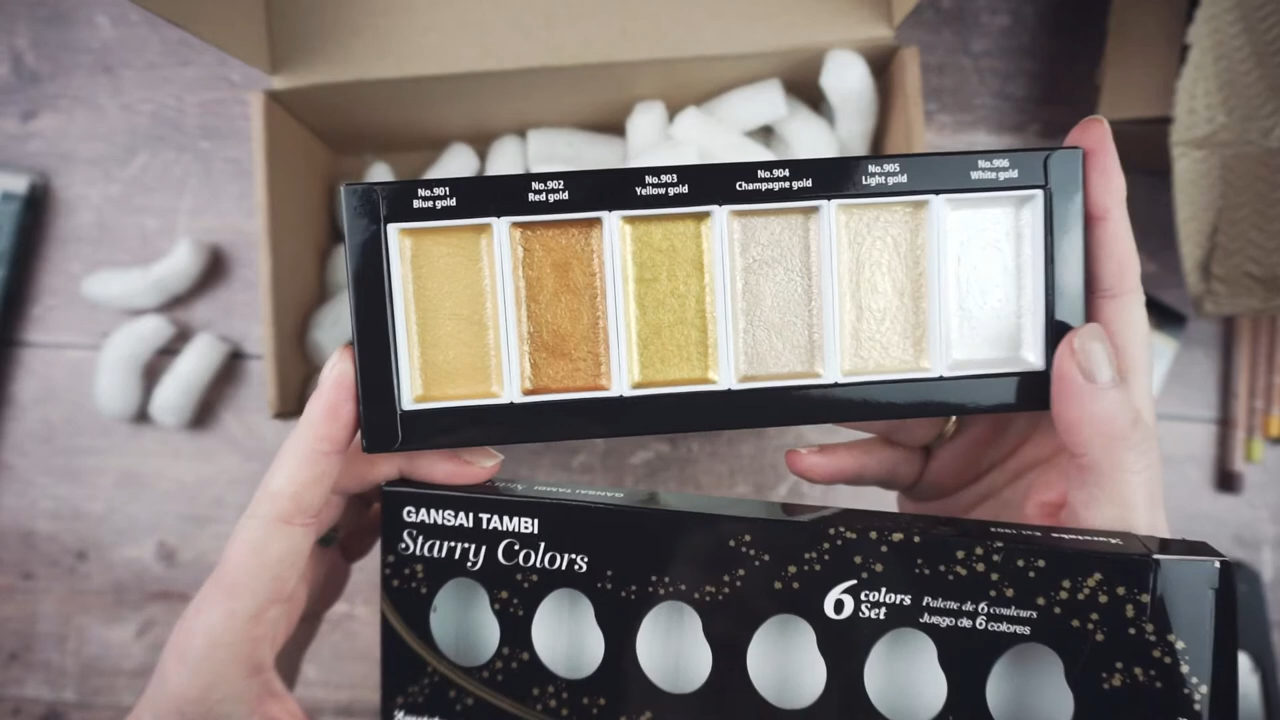 No.901
Blue gold
No.902
Red gold
No.903
Yellow gold
No.904
Champagne gold
No.905
Light gold
No.906
White gold
GANSAI TAMBI
GANSAI TAMBI
Starry Colors
6 colors
Set
Palette de 6 couleurs
Juego de 6 colores